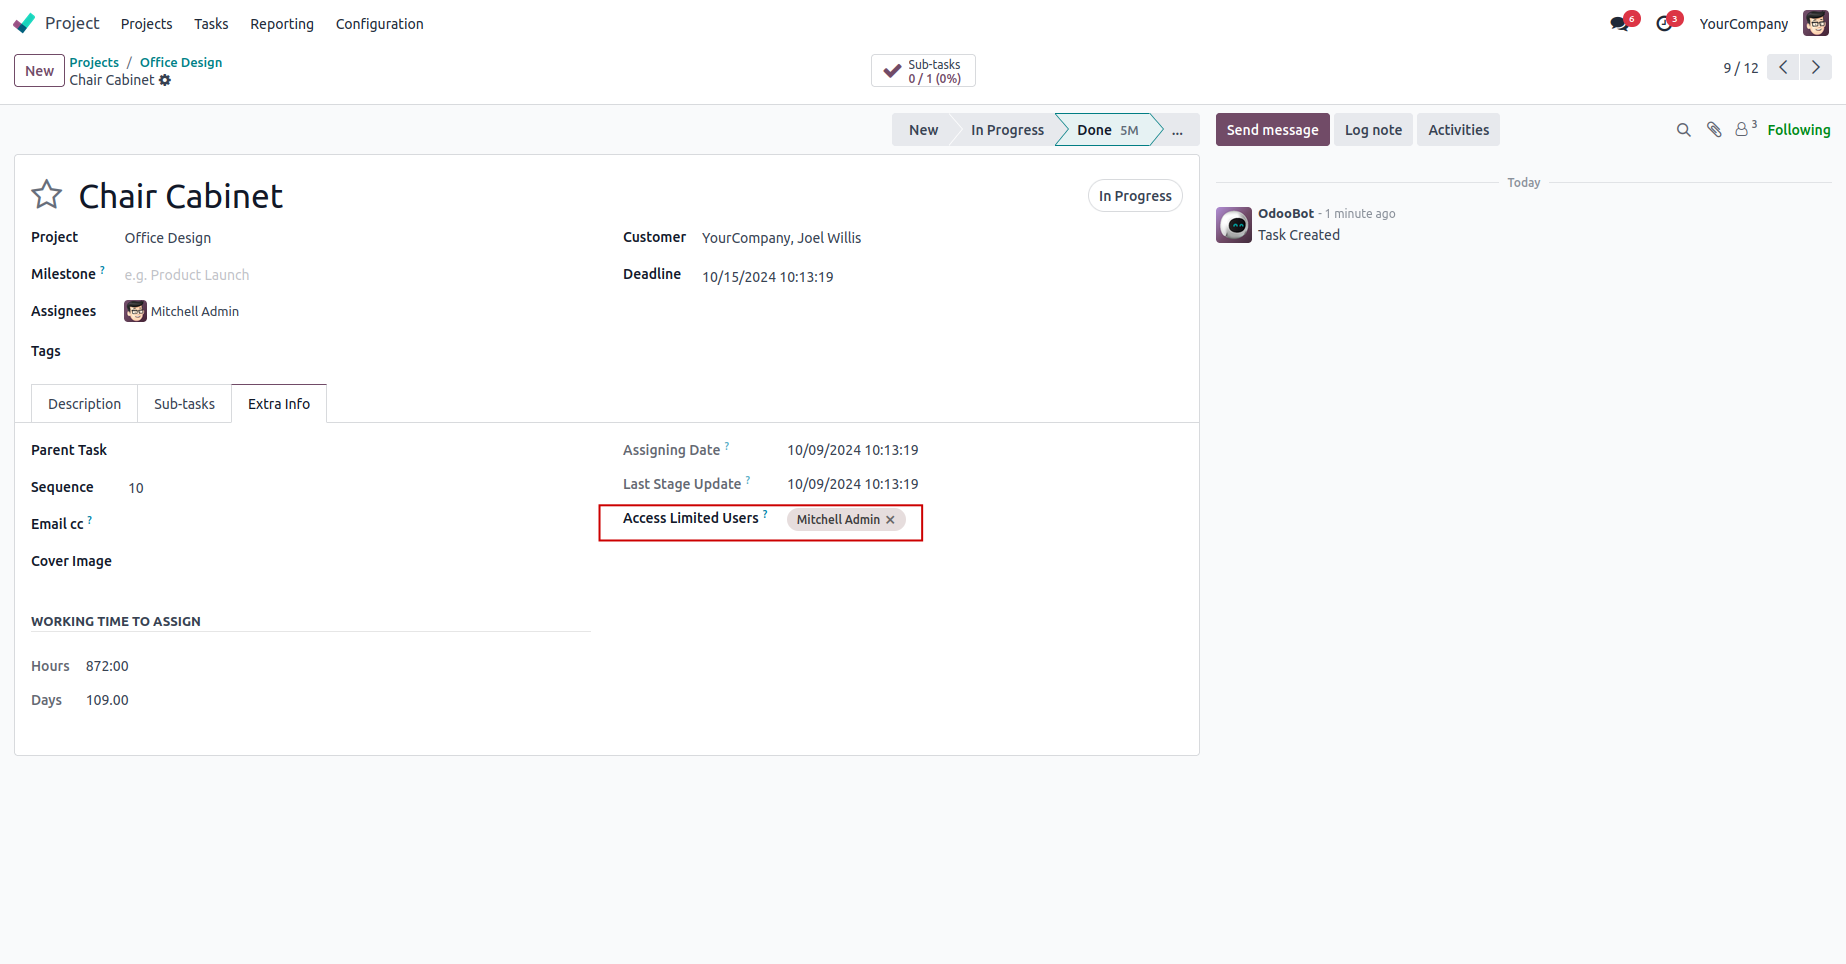 Project Projects Tasks Reporting Configuration 6 3 YourCompany
New Projects / Office Design
Chair Cabinet
Sub-tasks
0 / 1 (0%)
9 / 12
New In Progress Done 5M ...
Send message Log note Activities 3 Following
Chair Cabinet
In Progress
Project Office Design
Customer YourCompany, Joel Willis
Milestone ? e.g. Product Launch
Deadline 10/15/2024 10:13:19
Assignees Mitchell Admin
Tags
Description Sub-tasks Extra Info
Parent Task
Assigning Date ? 10/09/2024 10:13:19
Sequence 10
Last Stage Update ? 10/09/2024 10:13:19
Email cc ?
Access Limited Users ? Mitchell Admin ×
Cover Image
WORKING TIME TO ASSIGN
Hours 872:00
Days 109.00
Today
OdooBot - 1 minute ago
Task Created